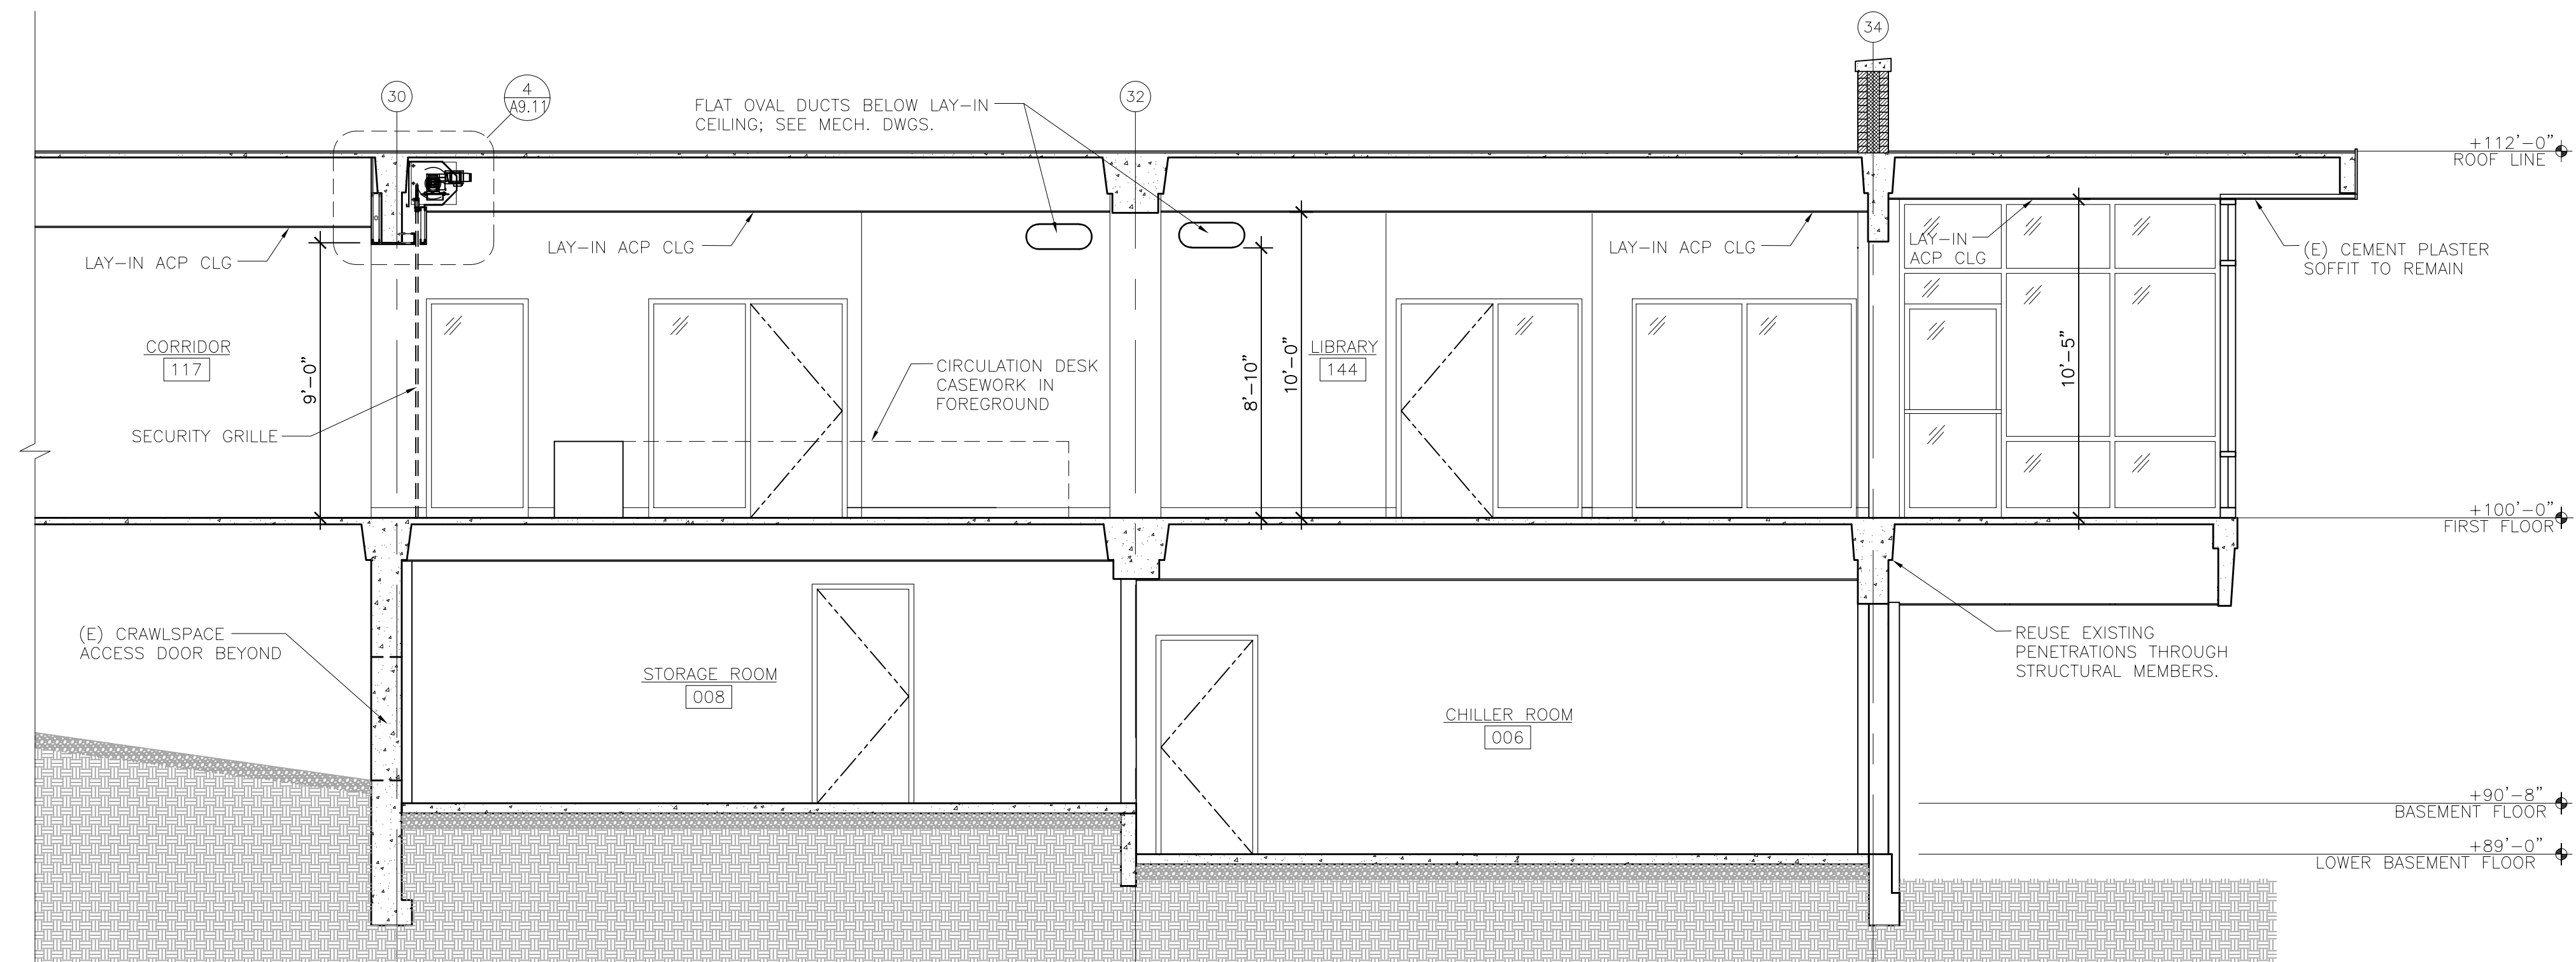 34
30
4
A9.11
32
FLAT OVAL DUCTS BELOW LAY-IN
CEILING; SEE MECH. DWGS.
+112'-0"
ROOF LINE
LAY-IN ACP CLG
LAY-IN ACP CLG
LAY-IN ACP CLG
LAY-IN
ACP CLG
(E) CEMENT PLASTER
SOFFIT TO REMAIN
CORRIDOR
117
9'-0"
SECURITY GRILLE
CIRCULATION DESK
CASEWORK IN
FOREGROUND
8'-10"
10'-0"
LIBRARY
144
10'-5"
+100'-0"
FIRST FLOOR
(E) CRAWLSPACE
ACCESS DOOR BEYOND
STORAGE ROOM
008
CHILLER ROOM
006
REUSE EXISTING
PENETRATIONS THROUGH
STRUCTURAL MEMBERS.
+90'-8"
BASEMENT FLOOR
+89'-0"
LOWER BASEMENT FLOOR